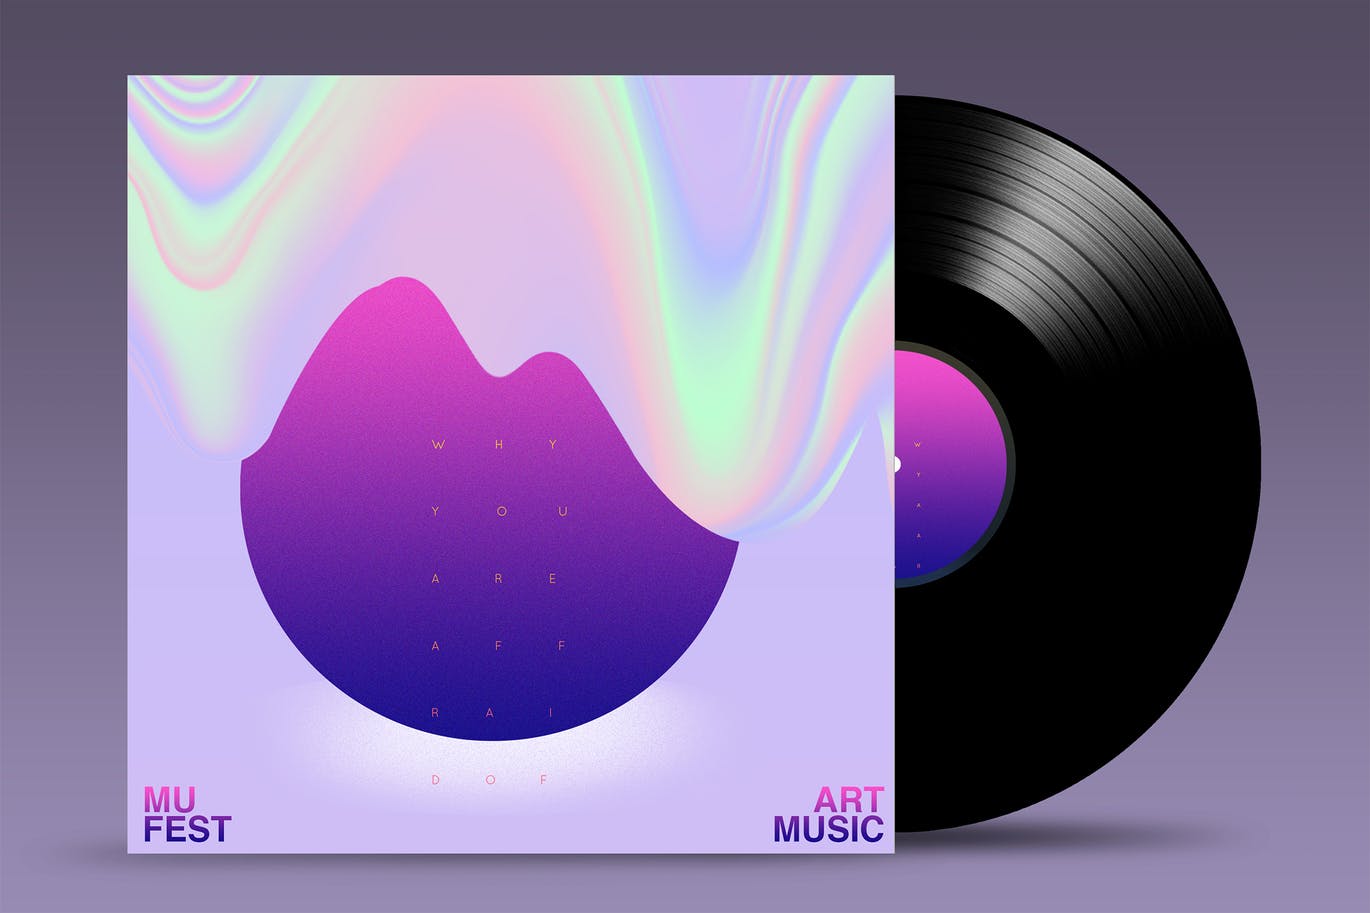 W H Y
Y O U
A R E
A F F
R A I
D O F
MU
FEST
ART
MUSIC
W
Y
A
A
R